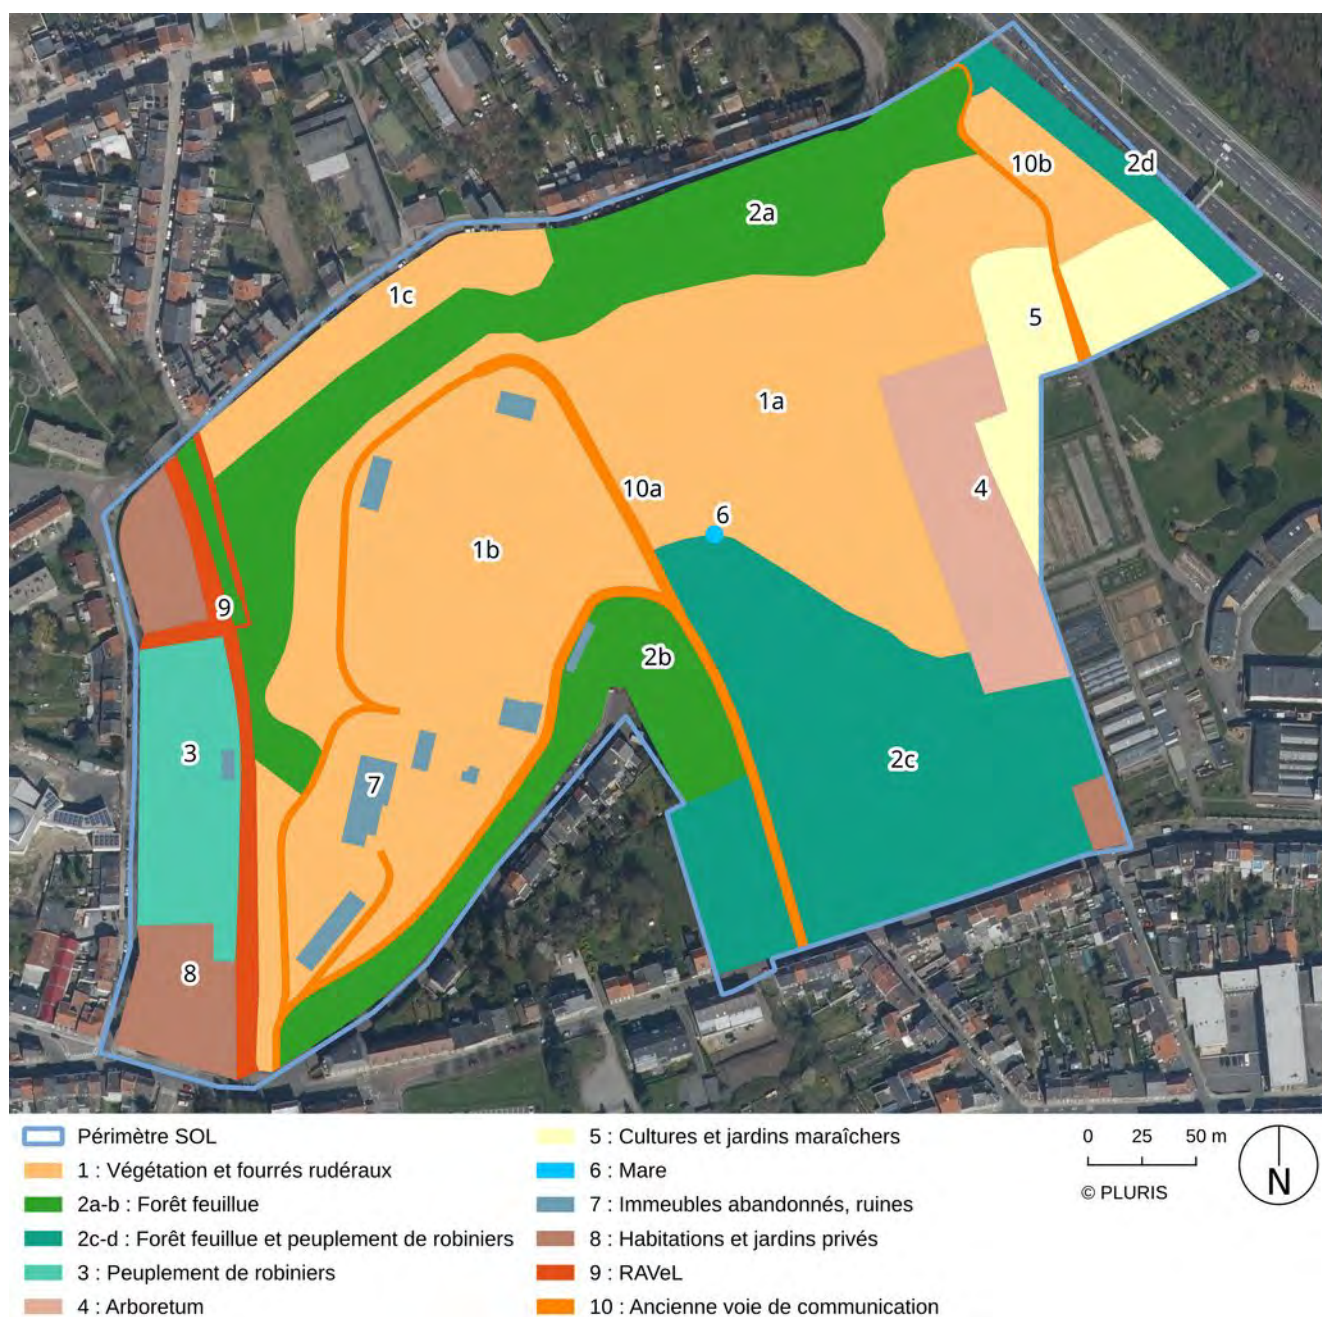 2d
10b
2a
1c
5
1a
10a
4
6
1b
9
2b
3
2c
7
8
Périmètre SOL
1 : Végétation et fourrés rudéraux
2a-b : Forêt feuillue
2c-d : Forêt feuillue et peuplement de robiniers
3 : Peuplement de robiniers
4 : Arboretum
5 : Cultures et jardins maraîchers
6 : Mare
7 : Immeubles abandonnés, ruines
8 : Habitations et jardins privés
9 : RAVeL
10 : Ancienne voie de communication
0 25 50 m
© PLURIS
N